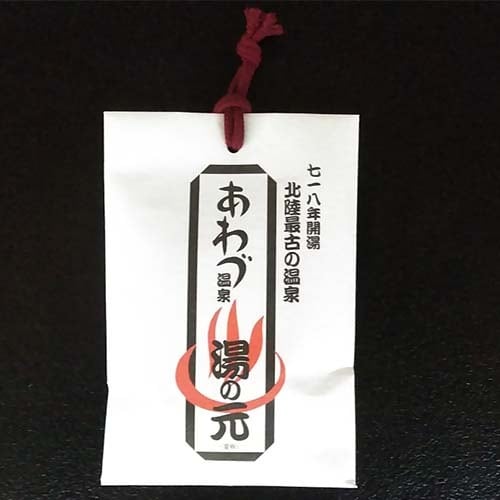 七一八年開湯
北陸最古の温泉
あわづ温泉
湯の元